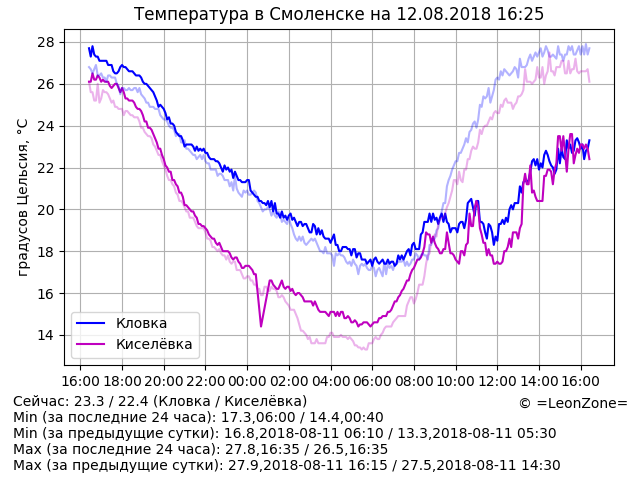 Температура в Смоленске на 12.08.2018 16:25
градусов Цельсия, °C
28
26
24
22
20
18
16
14
Кловка
Киселёвка
16:00 18:00 20:00 22:00 00:00 02:00 04:00 06:00 08:00 10:00 12:00 14:00 16:00
Сейчас: 23.3 / 22.4 (Кловка / Киселёвка)
© =LeonZone=
Min (за последние 24 часа): 17.3,06:00 / 14.4,00:40
Min (за предыдущие сутки): 16.8,2018-08-11 06:10 / 13.3,2018-08-11 05:30
Max (за последние 24 часа): 27.8,16:35 / 26.5,16:35
Max (за предыдущие сутки): 27.9,2018-08-11 16:15 / 27.5,2018-08-11 14:30